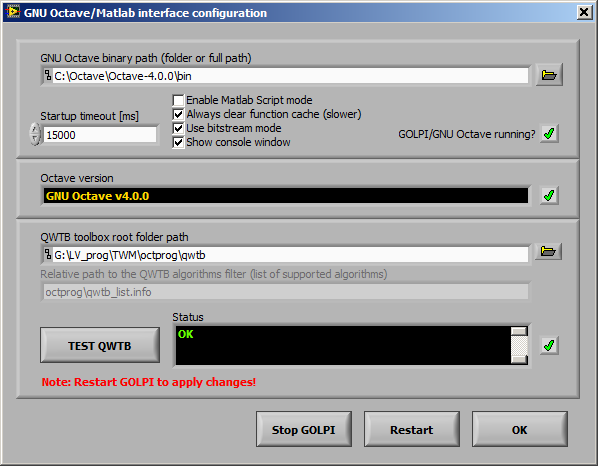 GNU Octave/Matlab interface configuration
GNU Octave binary path (folder or full path)
C:\Octave\Octave-4.0.0\bin
Startup timeout [ms]
15000
Enable Matlab Script mode
Always clear function cache (slower)
Use bitstream mode
Show console window
GOLPI/GNU Octave running?
Octave version
GNU Octave v4.0.0
QWTB toolbox root folder path
G:\LV_prog\TWM\octprog\qwtb
Relative path to the QWTB algorithms filter (list of supported algorithms)
octprog\qwtb_list.info
TEST QWTB
Status
OK
Note: Restart GOLPI to apply changes!
Stop GOLPI
Restart
OK